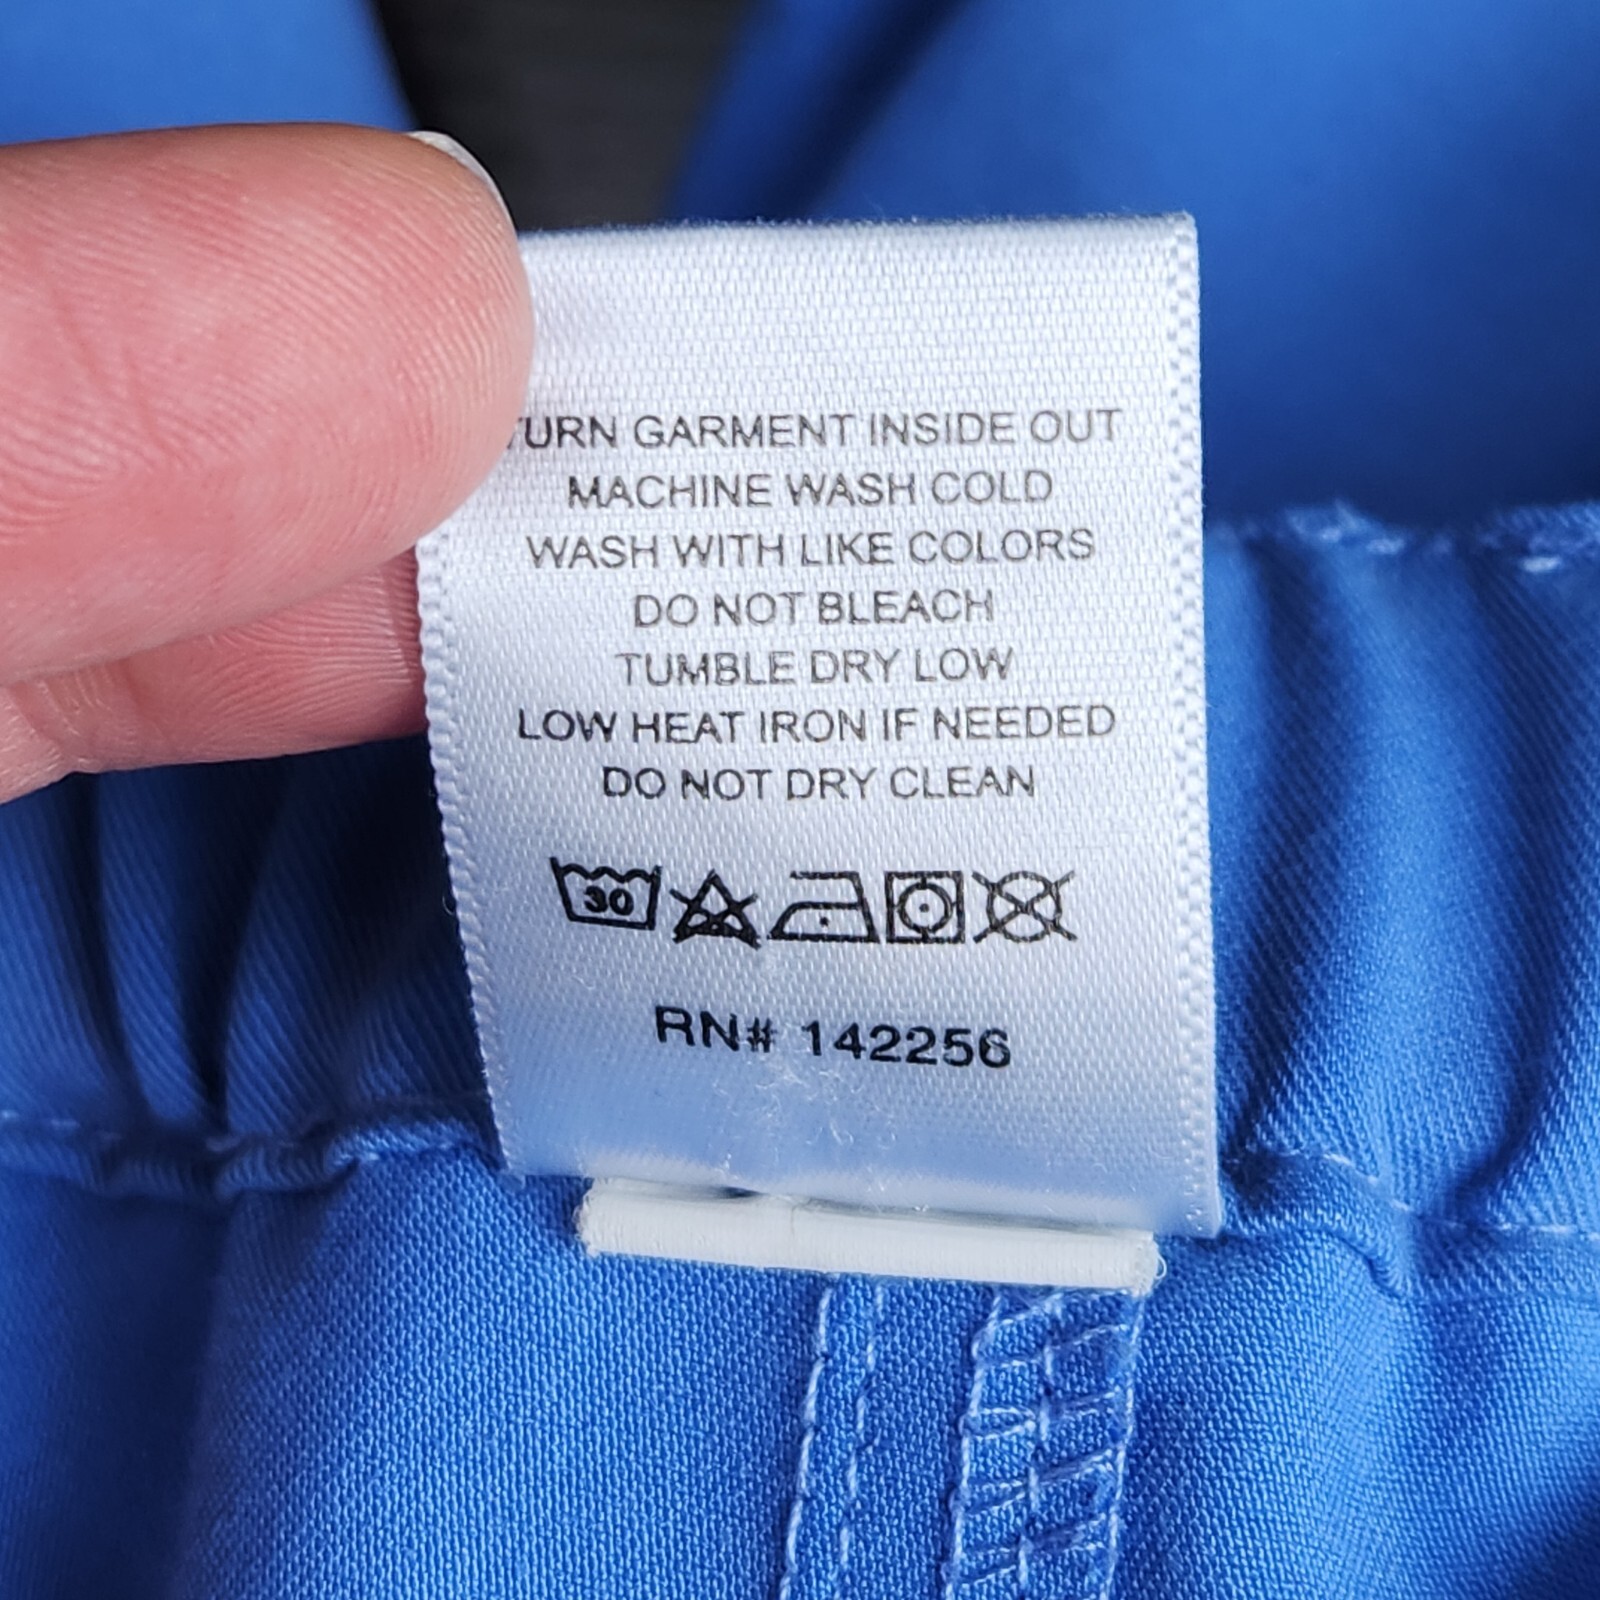 TURN GARMENT INSIDE OUT
MACHINE WASH COLD
WASH WITH LIKE COLORS
DO NOT BLEACH
TUMBLE DRY LOW
LOW HEAT IRON IF NEEDED
DO NOT DRY CLEAN
30
RN# 142256